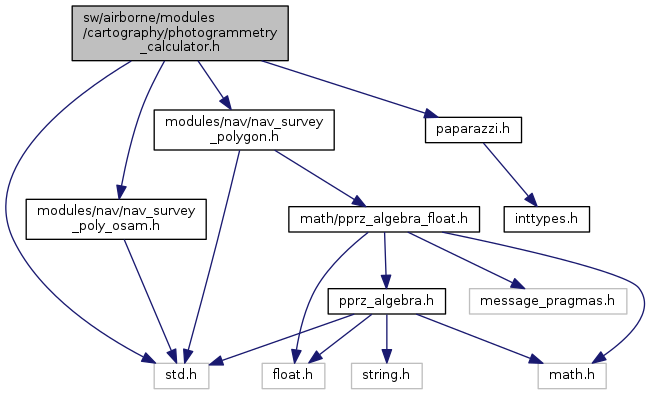 sw/airborne/modules
/cartography/photogrammetry
_calculator.h
modules/nav/nav_survey
_polygon.h
paparazzi.h
modules/nav/nav_survey
_poly_osam.h
math/pprz_algebra_float.h
inttypes.h
pprz_algebra.h
message_pragmas.h
std.h
float.h
string.h
math.h